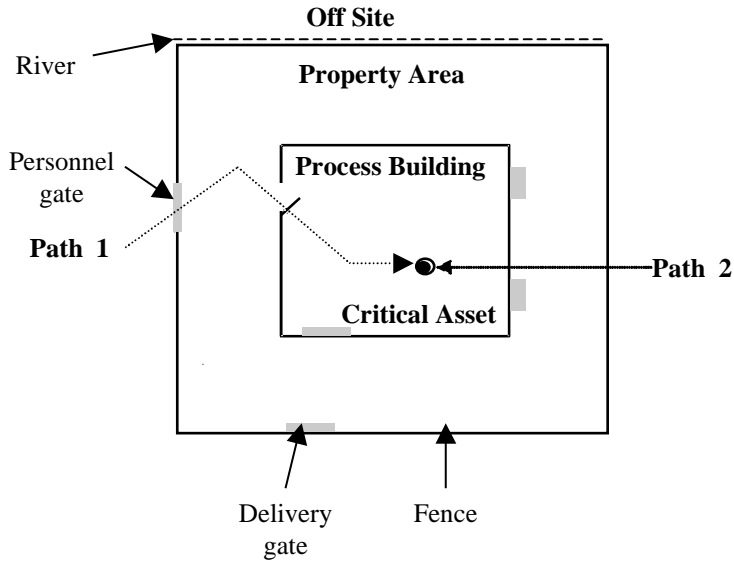 Off Site
River
Property Area
Personnel
gate
Process Building
Path 1
Path 2
Critical Asset
Delivery
gate
Fence